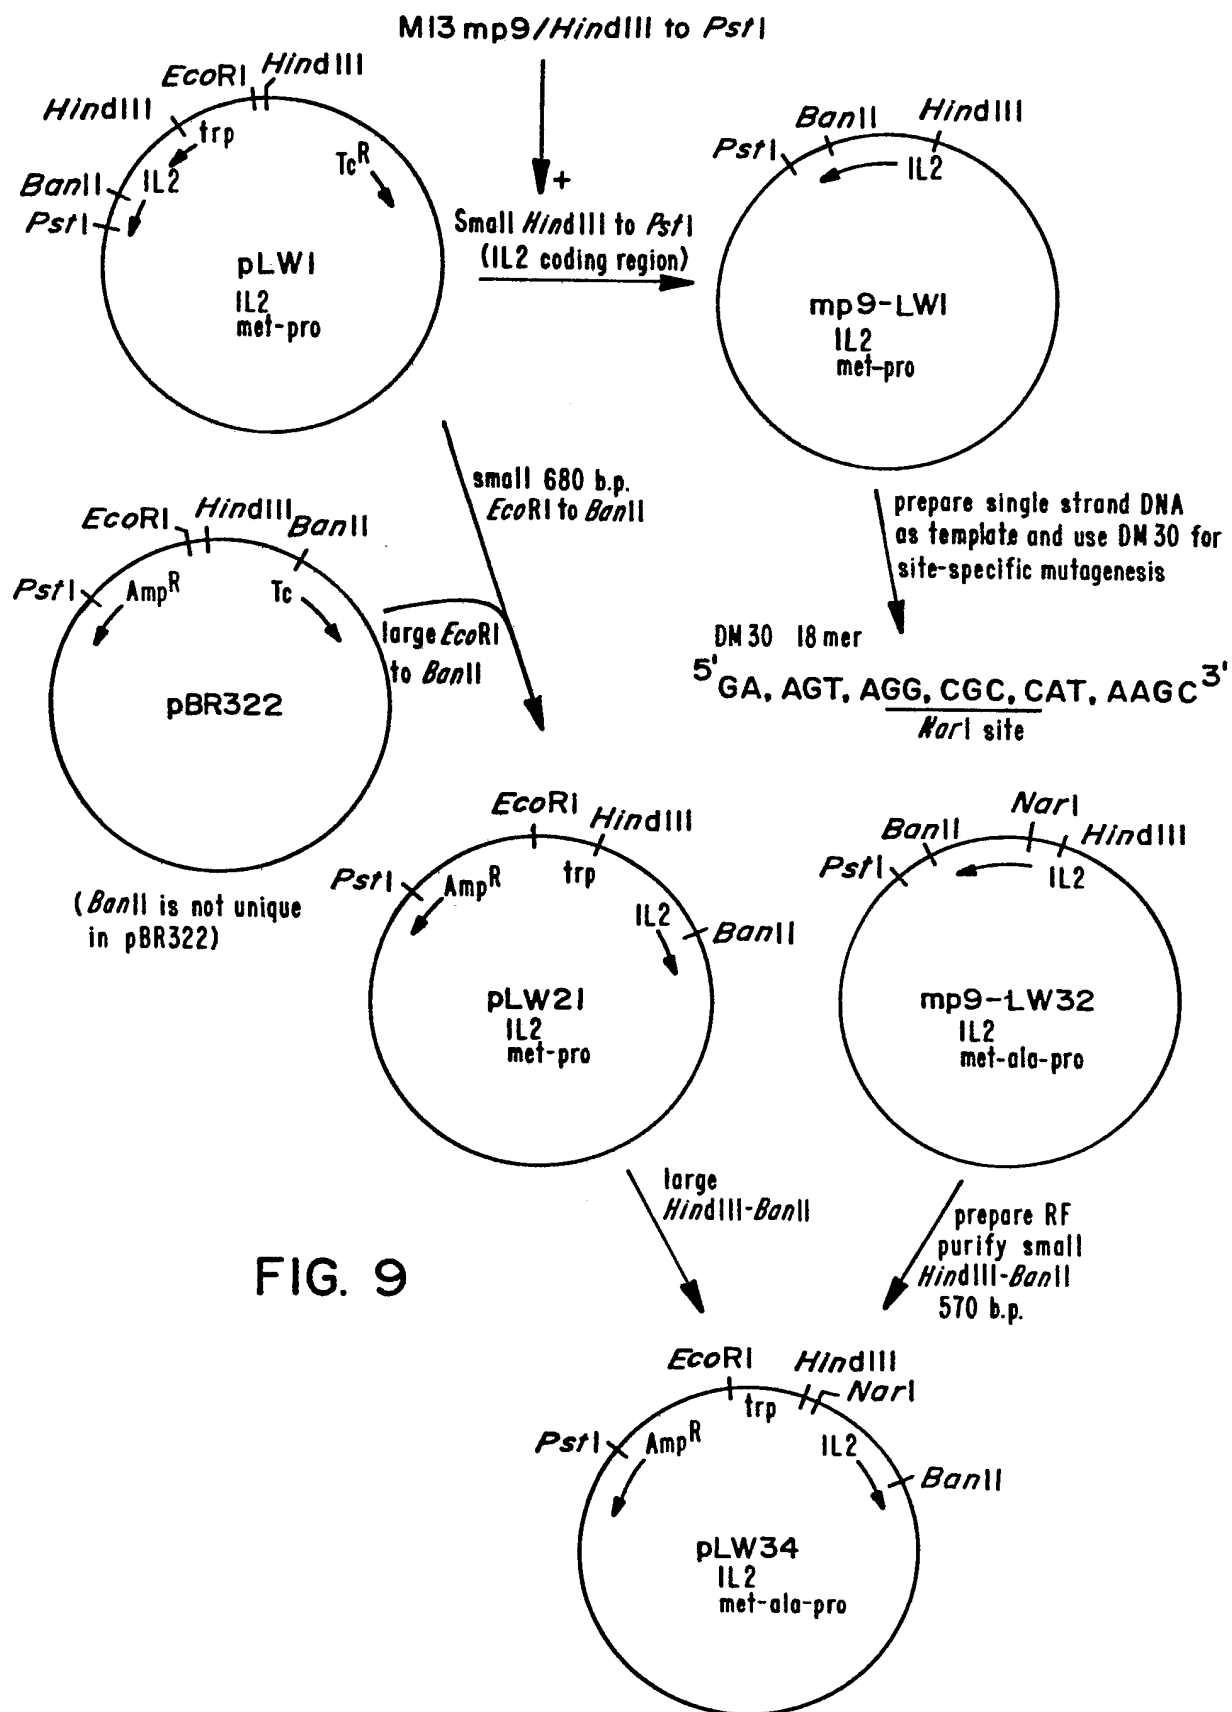 M13 mp9/HindIII to PstI
EcoRI
HindIII
HindIII
trp
IL2
BanII
PstI
TcR
pLW1
IL2
met-pro
+
Small HindIII to PstI
(IL2 coding region)
BanII
HindIII
PstI
IL2
mp9-LW1
IL2
met-pro
small 680 b.p.
EcoRI to BanII
prepare single strand DNA
as template and use DM30 for
site-specific mutagenesis
EcoRI
HindIII
BanII
PstI
AmpR
Tc
pBR322
large EcoRI
to BanII
(BanII is not unique
in pBR322)
DM30 18 mer
5' GA, AGT, AGG, CGC, CAT, AAGC 3'
NarI site
EcoRI
HindIII
PstI
AmpR
trp
IL2
BanII
pLW21
IL2
met-pro
NarI
BanII
HindIII
PstI
IL2
mp9-LW32
IL2
met-ala-pro
large
HindIII-BanII
prepare RF
purify small
HindIII-BanII
570 b.p.
FIG. 9
EcoRI
HindIII
NarI
trp
PstI
AmpR
IL2
BanII
pLW34
IL2
met-ala-pro